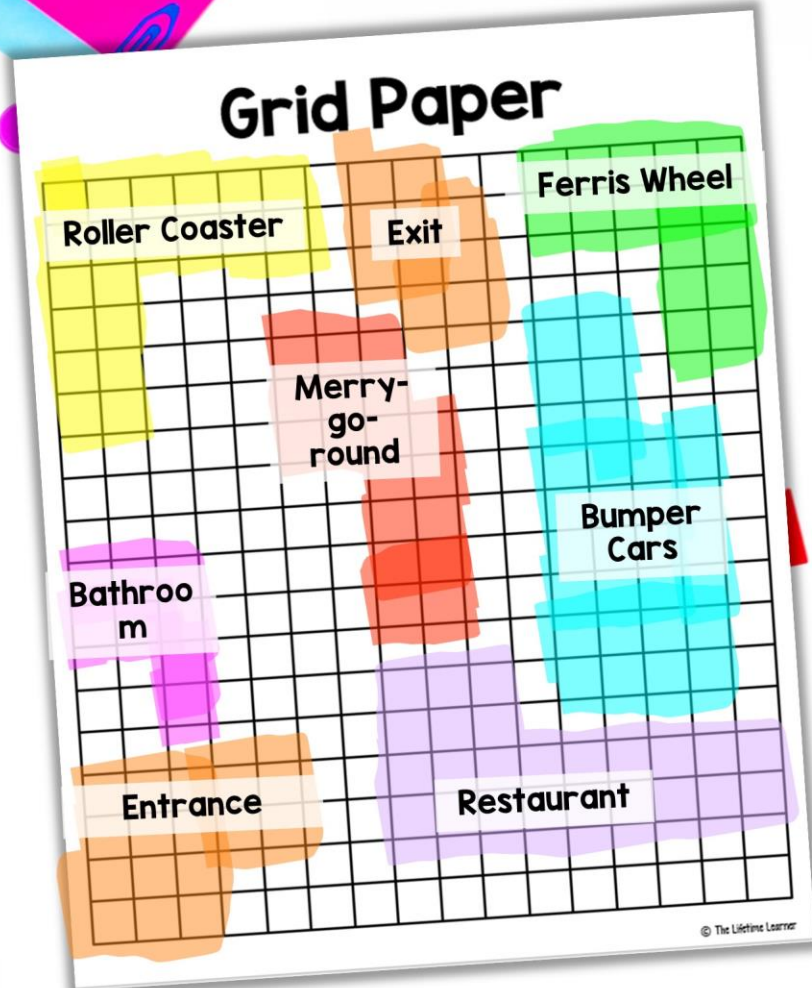 Grid Paper
Roller Coaster
Exit
Ferris Wheel
Merry-
go-
round
Bumper
Cars
Bathroo
m
Entrance
Restaurant
© The Lifetime Learner